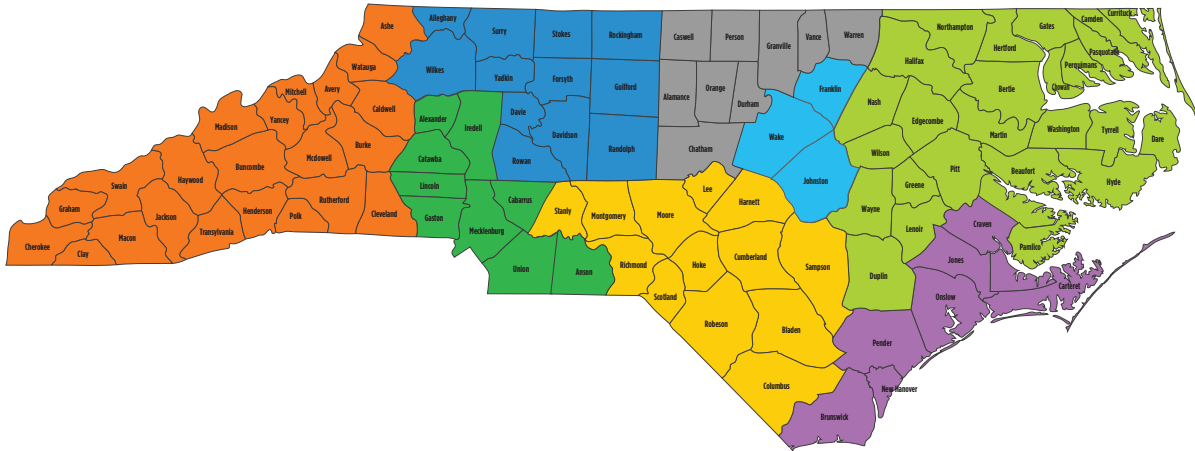 Ashe
Alleghany
Surry
Stokes
Rockingham
Caswell
Person
Granville
Vance
Warren
Northampton
Gates
Camden
Currituck
Hertford
Pasquotank
Halifax
Perquimans
Chowan
Bertie
Watauga
Wilkes
Yadkin
Forsyth
Guilford
Alamance
Orange
Durham
Franklin
Nash
Edgecombe
Martin
Washington
Tyrrell
Dare
Mitchell
Avery
Caldwell
Alexander
Iredell
Davie
Davidson
Randolph
Chatham
Wake
Wilson
Madison
Yancey
Burke
Catawba
Rowan
Johnston
Greene
Pitt
Beaufort
Hyde
Swain
Haywood
Buncombe
Mcdowell
Lincoln
Cabarrus
Lee
Harnett
Wayne
Lenoir
Craven
Pamlico
Graham
Jackson
Henderson
Polk
Rutherford
Cleveland
Gaston
Mecklenburg
Stanly
Montgomery
Moore
Cherokee
Clay
Macon
Transylvania
Union
Anson
Richmond
Hoke
Cumberland
Sampson
Duplin
Jones
Carteret
Scotland
Onslow
Robeson
Bladen
Pender
Columbus
New Hanover
Brunswick